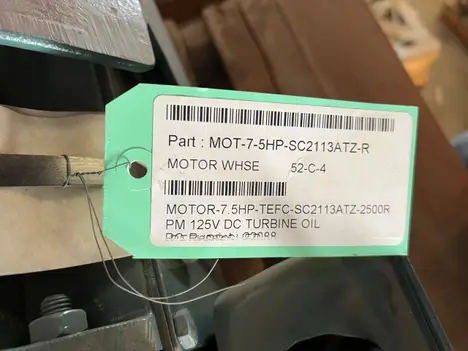 Part : MOT-7-5HP-SC2113ATZ-R
MOTOR WHSE 52-C-4
MOTOR-7.5HP-TEFC-SC2113ATZ-2500R
PM 125V DC TURBINE OIL